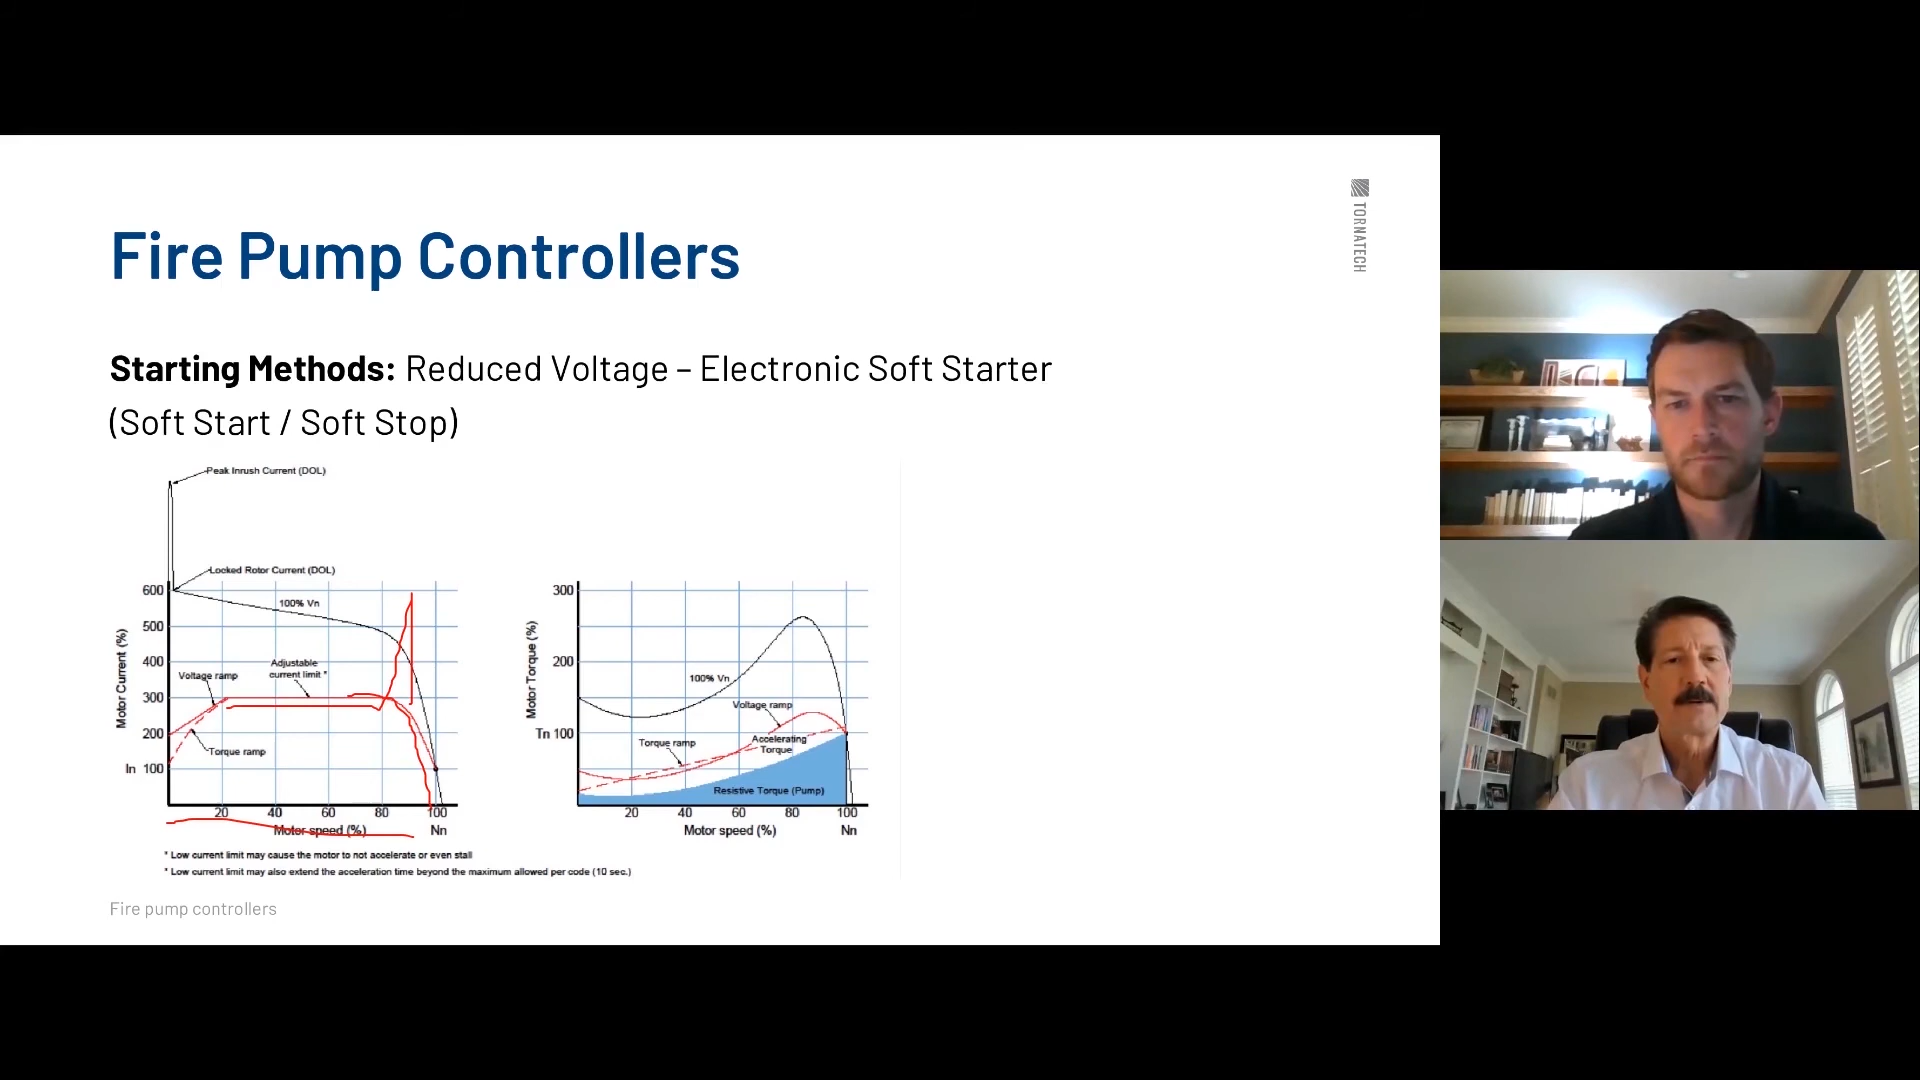 TORNATECH
Fire Pump Controllers
Starting Methods: Reduced Voltage – Electronic Soft Starter
(Soft Start / Soft Stop)
Peak Inrush Current (DOL)
Locked Rotor Current (DOL)
Motor Current (%)
600
500
400
300
200
In 100
100% Vn
Adjustable
current limit *
Voltage ramp
Torque ramp
20 40 60 80 100
Motor speed (%) Nn
Motor Torque (%)
300
200
Tn 100
100% Vn
Voltage ramp
Torque ramp
Accelerating
Torque
Resistive Torque (Pump)
20 40 60 80 100
Motor speed (%) Nn
* Low current limit may cause the motor to not accelerate or even stall
* Low current limit may also extend the acceleration time beyond the maximum allowed per code (10 sec.)
Fire pump controllers